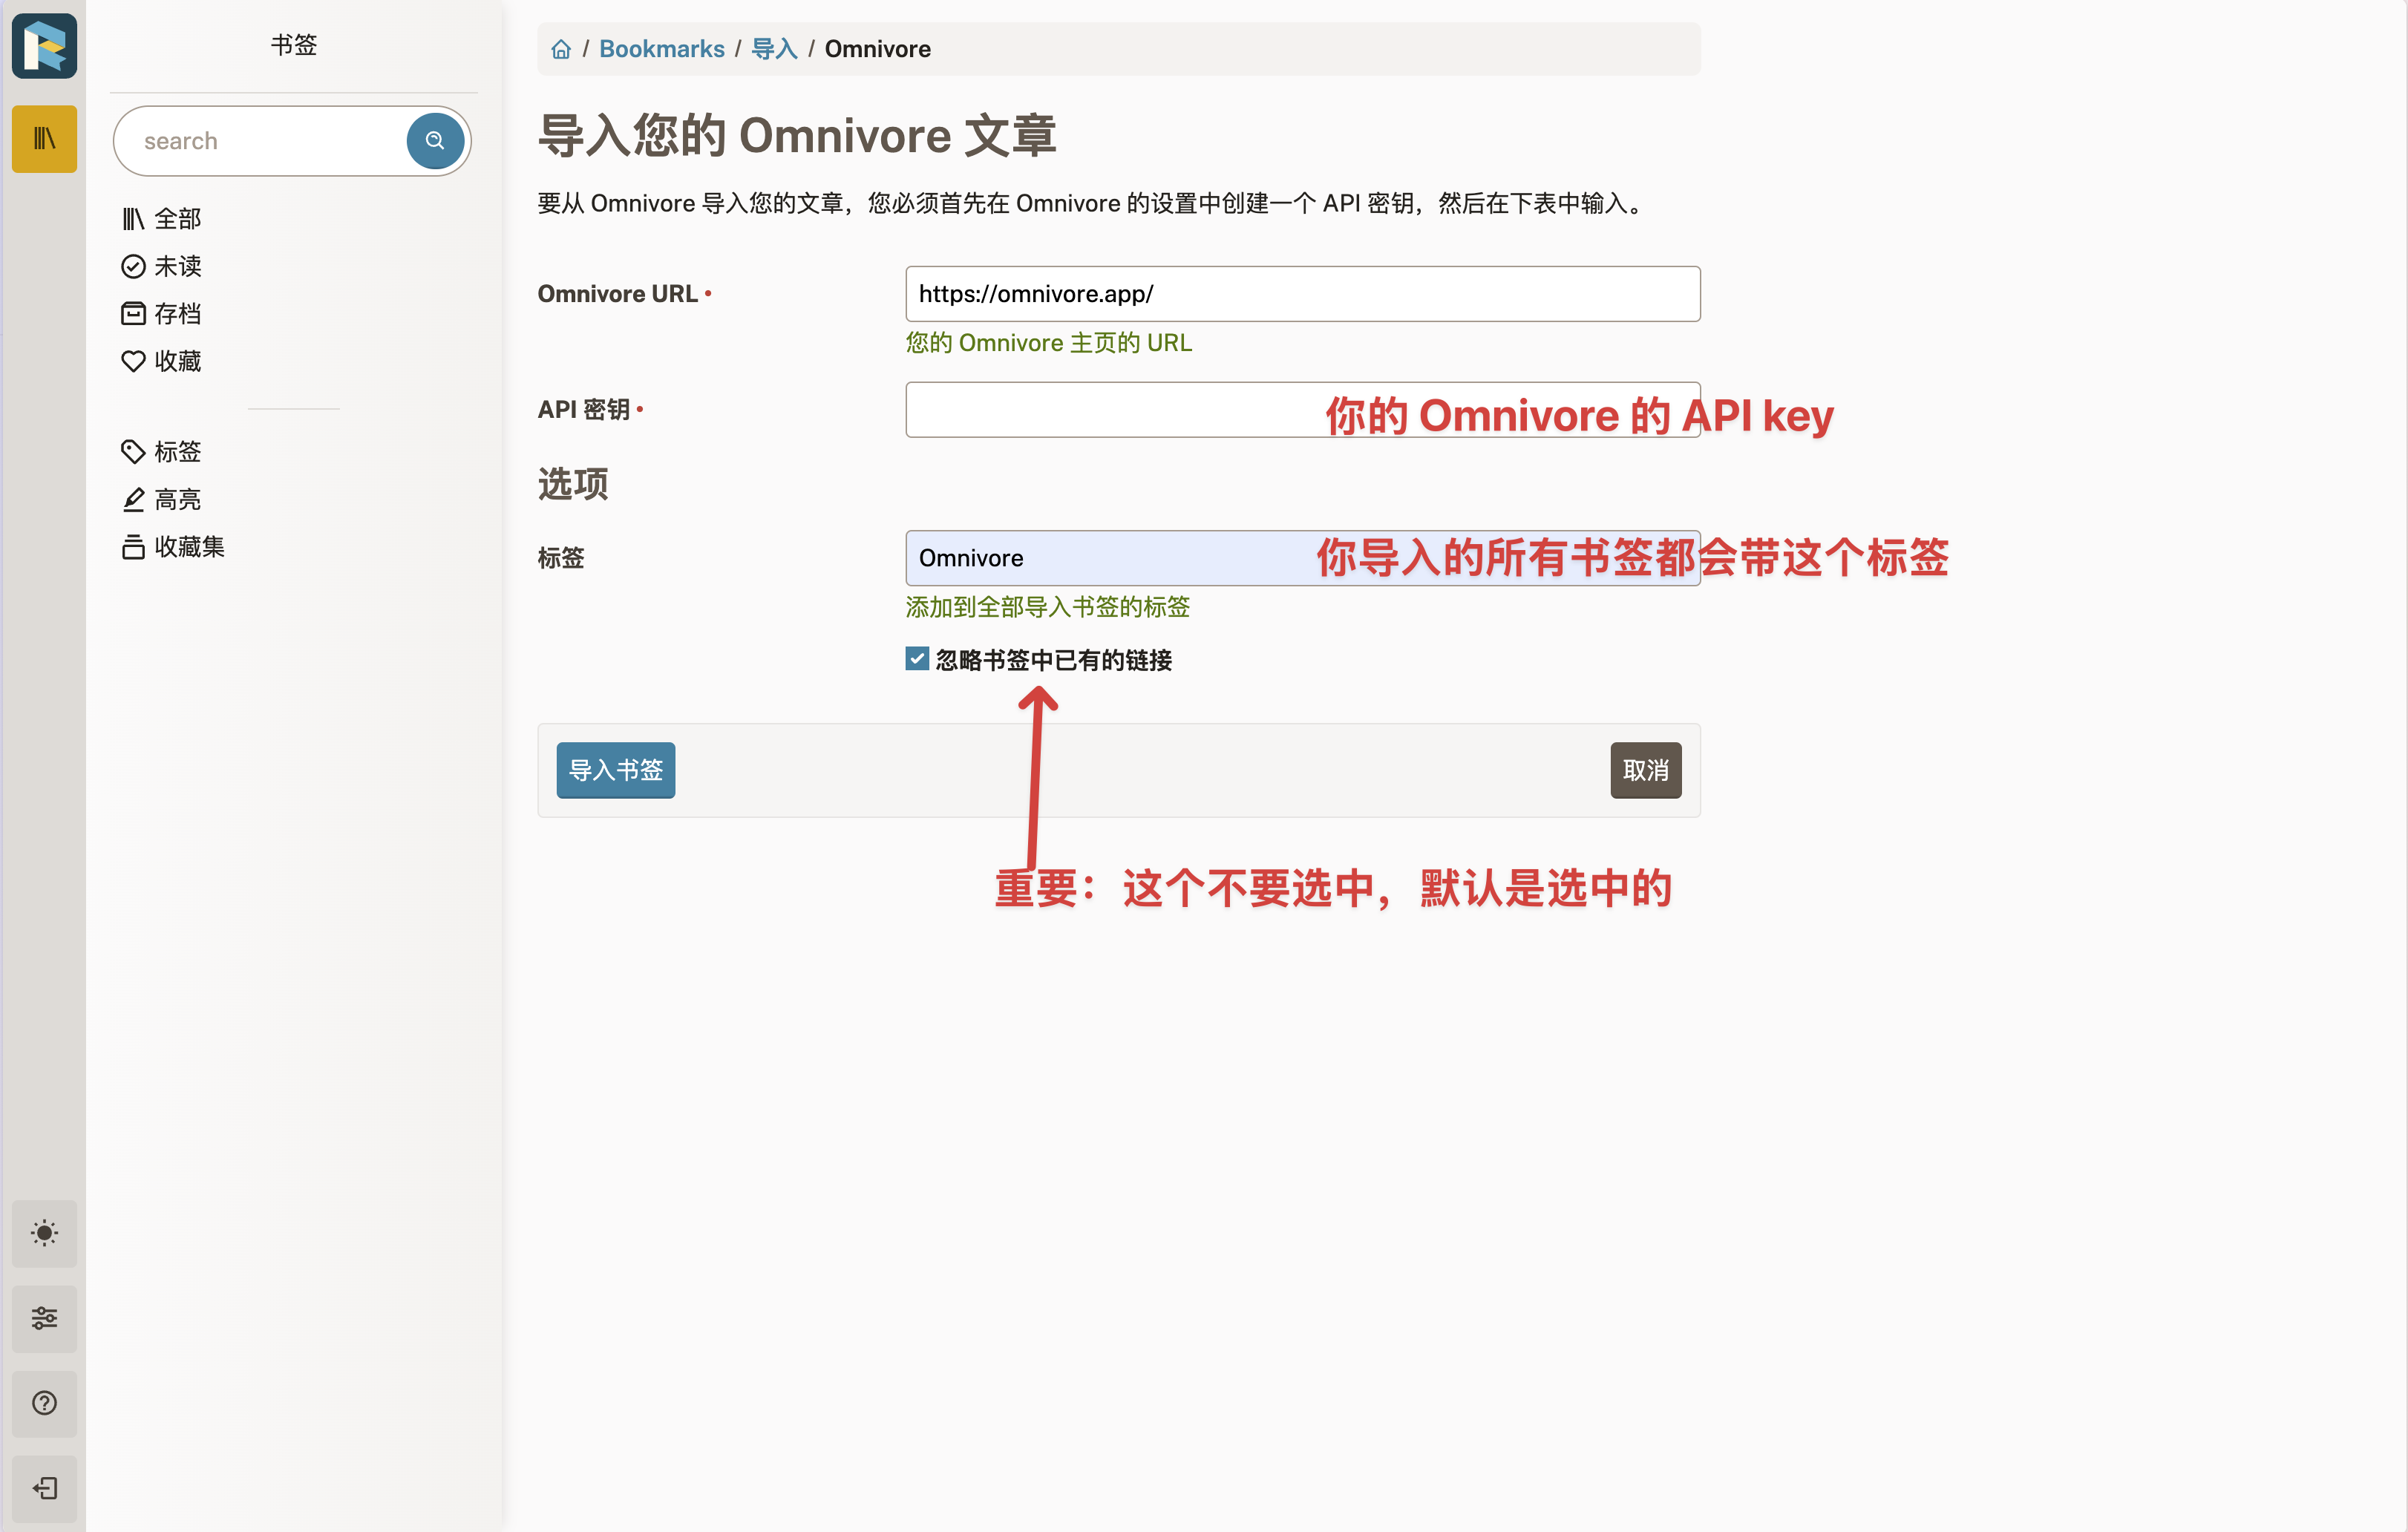 书签
search
全部
未读
存档
收藏
标签
高亮
收藏集
/ Bookmarks / 导入 / Omnivore
导入您的 Omnivore 文章
要从 Omnivore 导入您的文章，您必须首先在 Omnivore 的设置中创建一个 API 密钥，然后在下表中输入。
Omnivore URL •
https://omnivore.app/
您的 Omnivore 主页的 URL
API 密钥 •
你的 Omnivore 的 API key
选项
标签
Omnivore
你导入的所有书签都会带这个标签
添加到全部导入书签的标签
忽略书签中已有的链接
导入书签
取消
重要：这个不要选中，默认是选中的